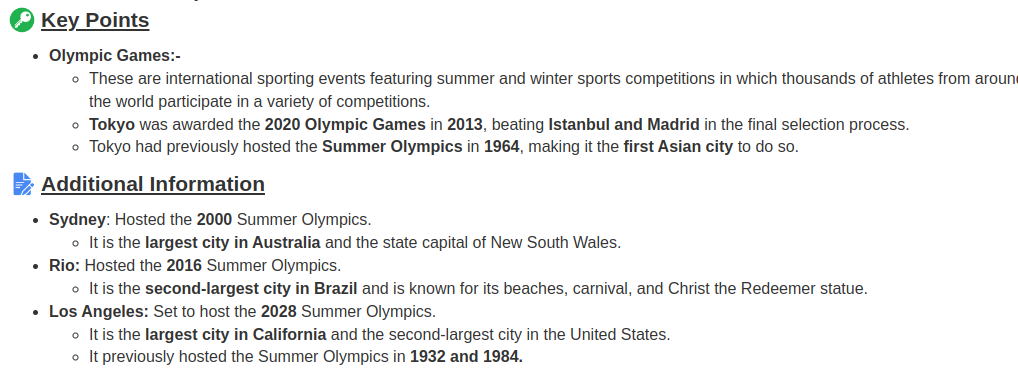 Key Points
Olympic Games:-
These are international sporting events featuring summer and winter sports competitions in which thousands of athletes from aroun
the world participate in a variety of competitions.
Tokyo was awarded the 2020 Olympic Games in 2013, beating Istanbul and Madrid in the final selection process.
Tokyo had previously hosted the Summer Olympics in 1964, making it the first Asian city to do so.
Additional Information
Sydney: Hosted the 2000 Summer Olympics.
It is the largest city in Australia and the state capital of New South Wales.
Rio: Hosted the 2016 Summer Olympics.
It is the second-largest city in Brazil and is known for its beaches, carnival, and Christ the Redeemer statue.
Los Angeles: Set to host the 2028 Summer Olympics.
It is the largest city in California and the second-largest city in the United States.
It previously hosted the Summer Olympics in 1932 and 1984.